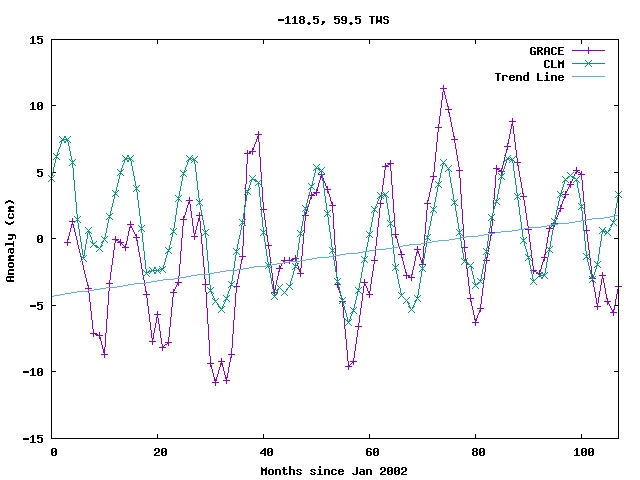 -118.5, 59.5 TWS
GRACE
CLM
Trend Line
15
10
5
0
-5
-10
-15
Anomaly (cm)
0 20 40 60 80 100
Months since Jan 2002